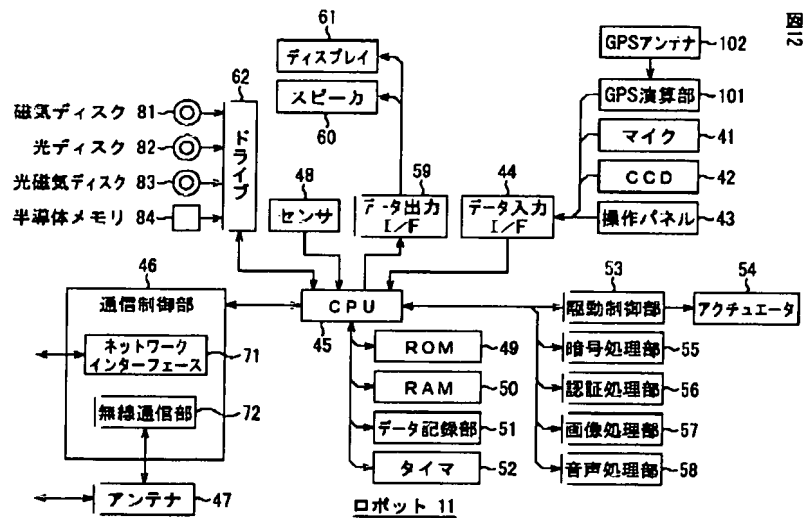 図12
61
ディスプレイ
スピーカ
60
62
ドライブ
磁気ディスク 81
光ディスク 82
光磁気ディスク 83
半導体メモリ 84
48
センサ
59
データ出力
I/F
44
データ入力
I/F
GPSアンテナ 102
GPS演算部 101
マイク 41
CCD 42
操作パネル 43
46
通信制御部
ネットワーク
インターフェース 71
無線通信部 72
アンテナ 47
CPU
45
ROM 49
RAM 50
データ記録部 51
タイマ 52
53
駆動制御部
54
アクチュエータ
暗号処理部 55
認証処理部 56
画像処理部 57
音声処理部 58
ロボット 11